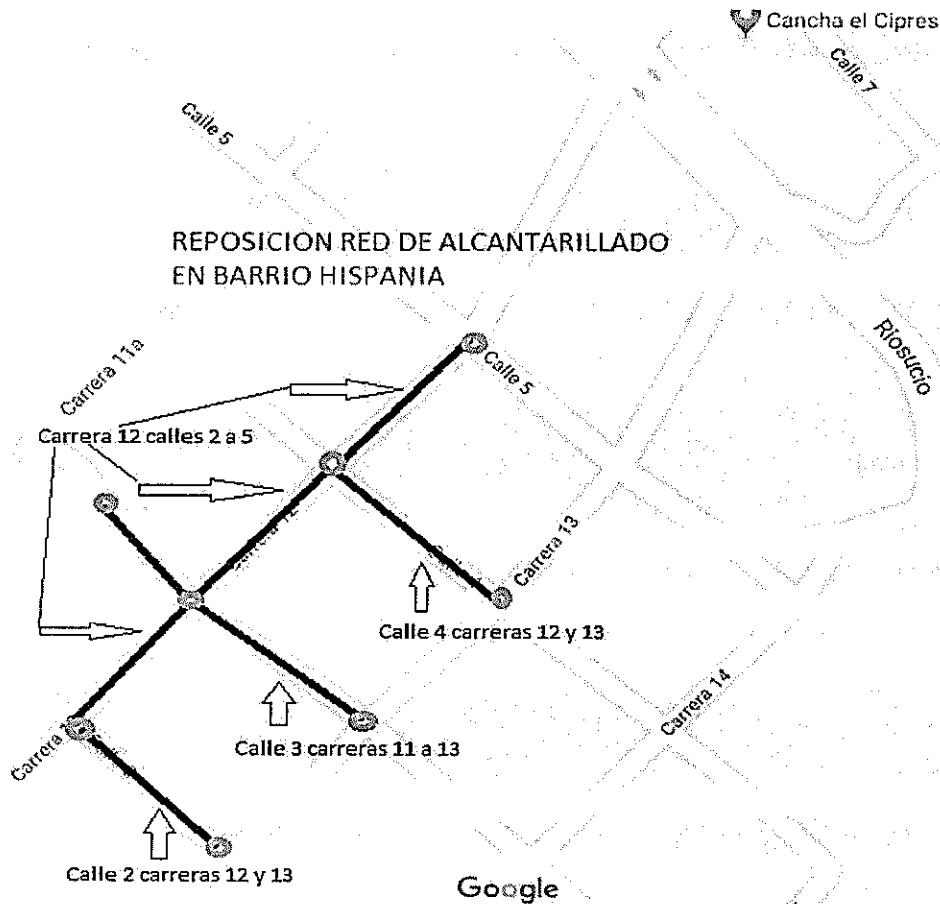 Cancha el Cipres
Calle 7
Calle 5
REPOSICION RED DE ALCANTARILLADO
EN BARRIO HISPANIA
Riosucio
Carrera 11a
Calle 5
Carrera 12 calles 2 a 5
Carrera 13
Calle 4 carreras 12 y 13
Carrera 14
Calle 3 carreras 11 a 13
Carrera
Calle 2 carreras 12 y 13
Google